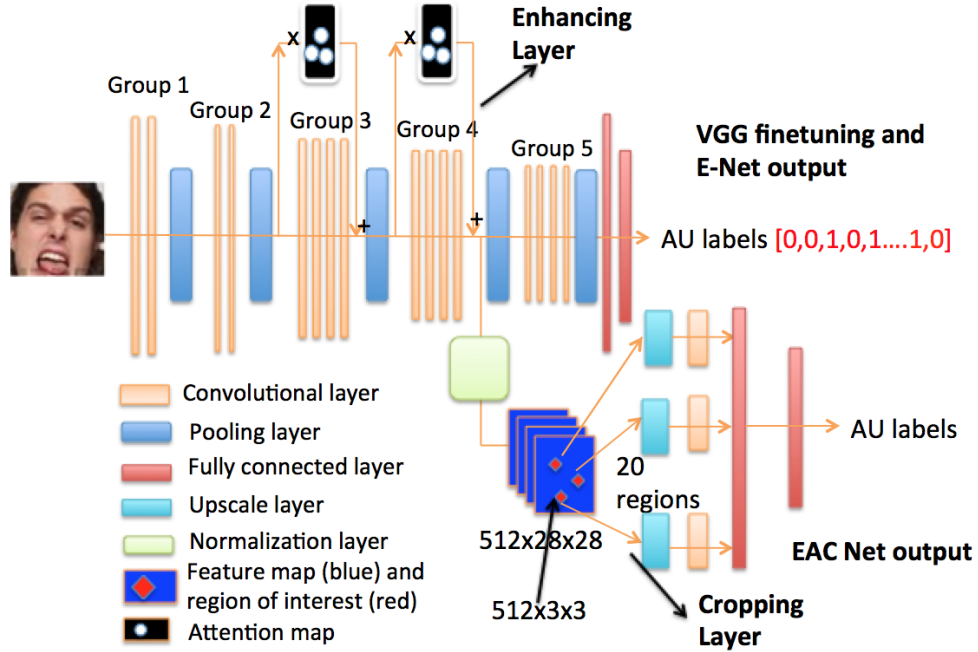 Enhancing
Layer
x
x
Group 1
Group 2
Group 3
Group 4
Group 5
VGG finetuning and
E-Net output
+
+
AU labels [0,0,1,0,1....1,0]
Convolutional layer
Pooling layer
Fully connected layer
Upscale layer
Normalization layer
Feature map (blue) and
region of interest (red)
Attention map
20
regions
512x28x28
512x3x3
AU labels
EAC Net output
Cropping
Layer